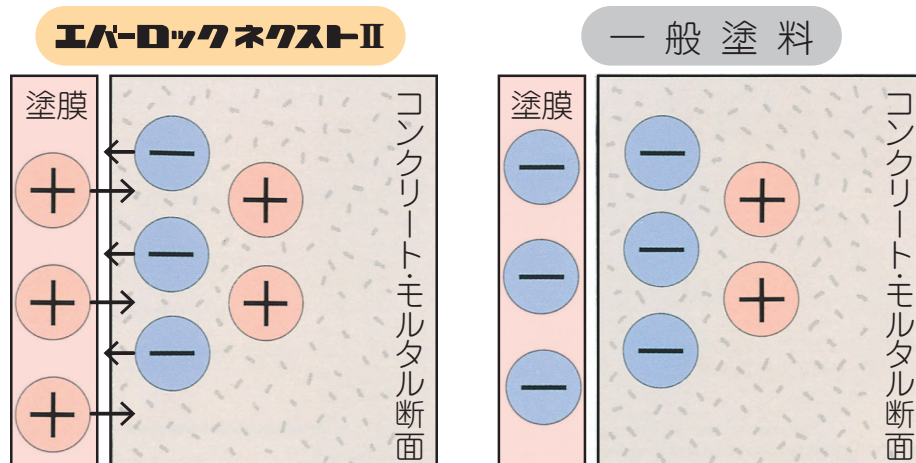 エバーロックネクストⅡ
塗膜
コンクリート・モルタル断面
一般塗料
塗膜
コンクリート・モルタル断面